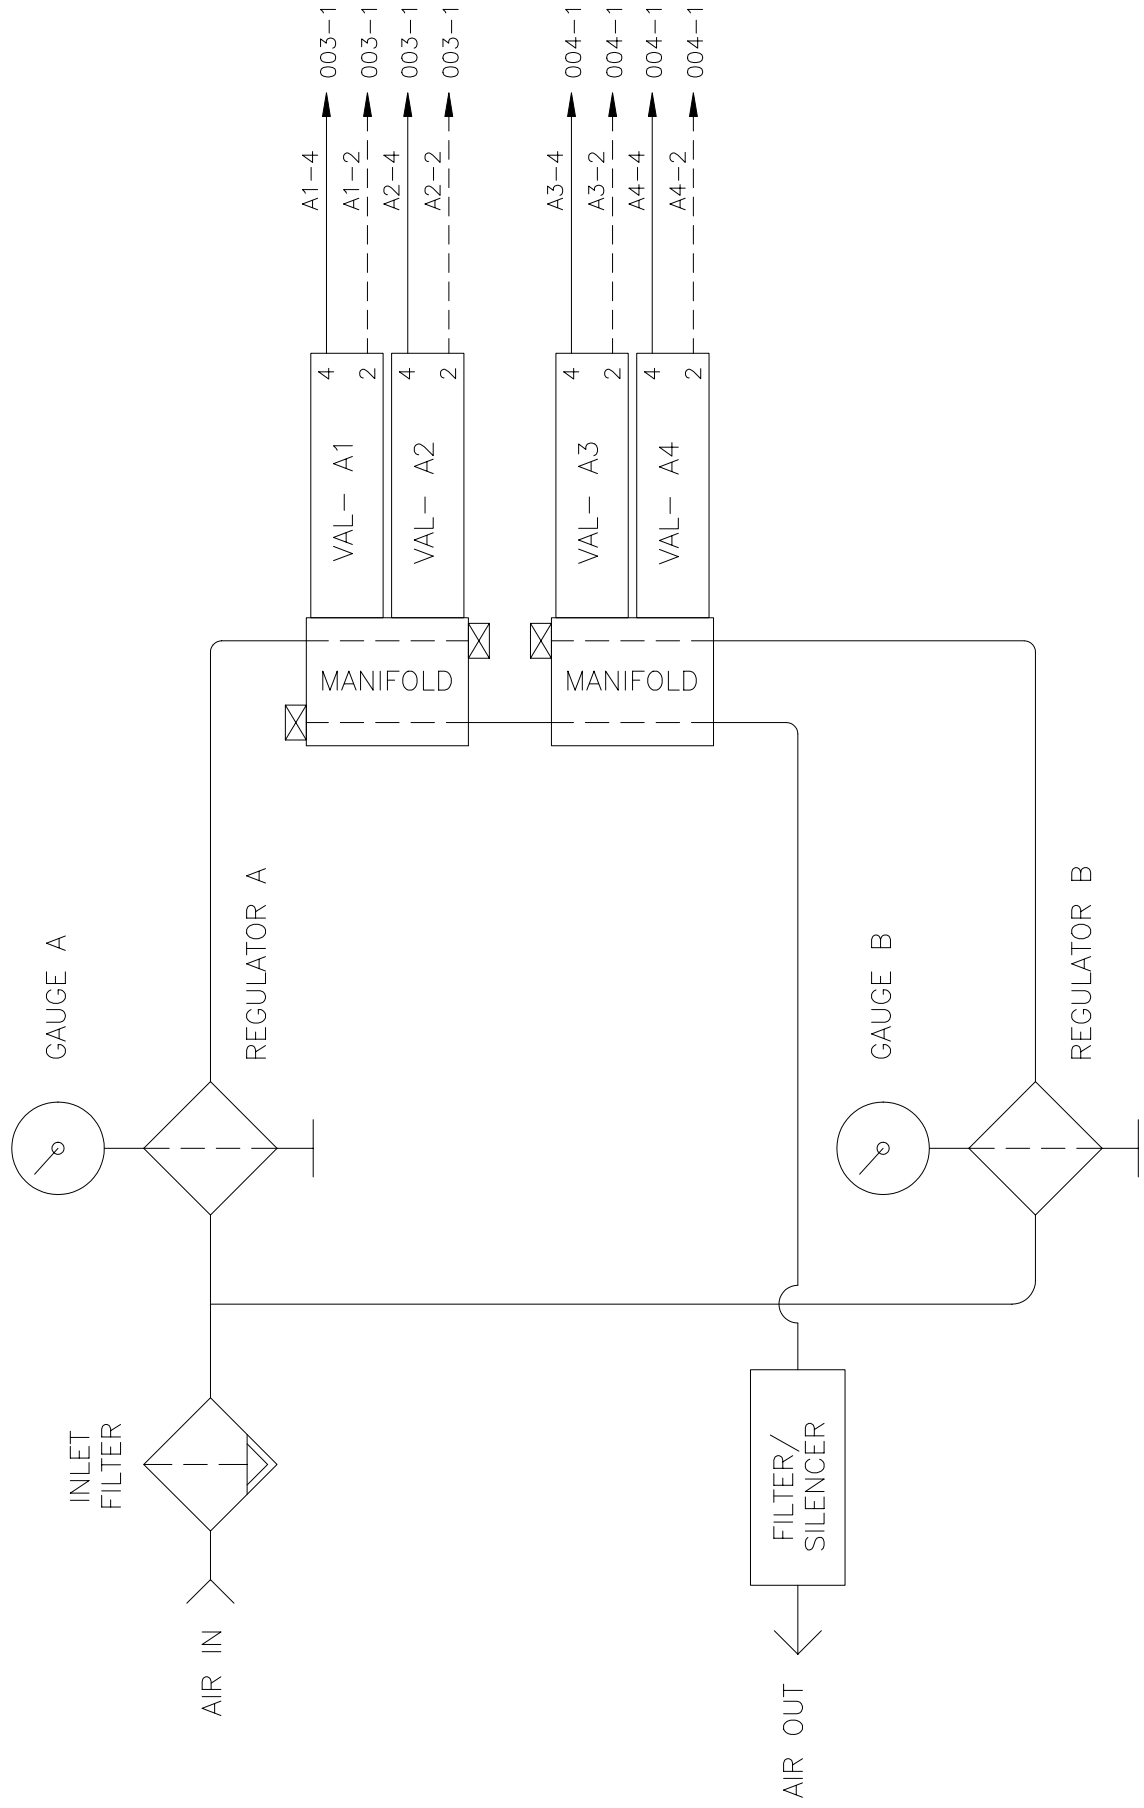 GAUGE A
REGULATOR A
INLET
FILTER
AIR IN
MANIFOLD
VAL- A1
4
2
VAL- A2
4
2
A1-4
003-1
A1-2
003-1
A2-4
003-1
A2-2
003-1
MANIFOLD
VAL- A3
4
2
VAL- A4
4
2
A3-4
004-1
A3-2
004-1
A4-4
004-1
A4-2
004-1
GAUGE B
REGULATOR B
FILTER/
SILENCER
AIR OUT